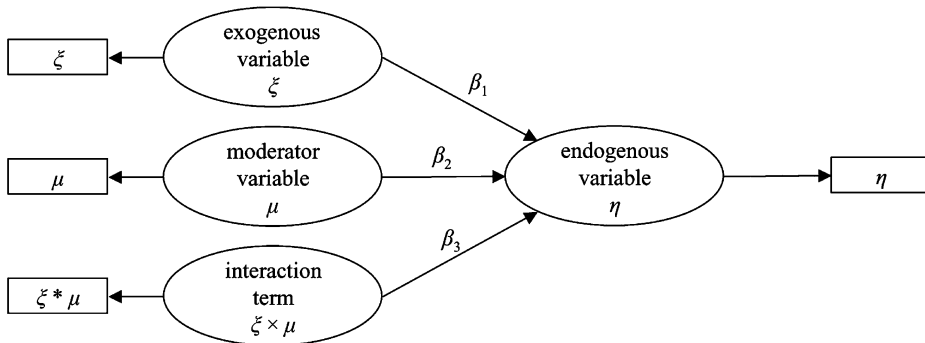 ξ
exogenous
variable
ξ
β₁
μ
moderator
variable
μ
β₂
endogenous
variable
η
η
β₃
ξ * μ
interaction
term
ξ × μ